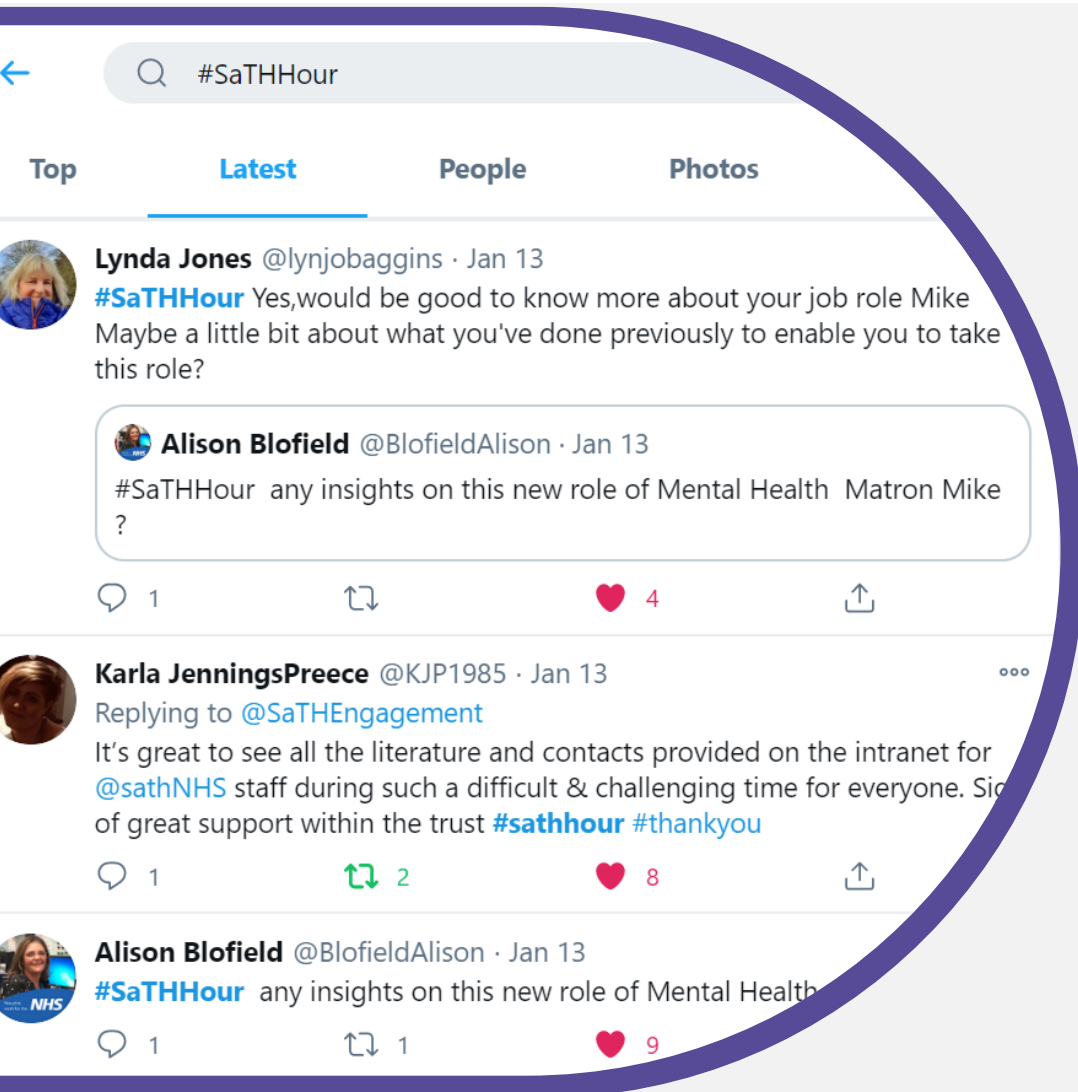 #SaTHHour
Top Latest People Photos
Lynda Jones @lynjobaggins · Jan 13
#SaTHHour Yes,would be good to know more about your job role Mike
Maybe a little bit about what you've done previously to enable you to take
this role?
Alison Blofield @BlofieldAlison · Jan 13
#SaTHHour any insights on this new role of Mental Health Matron Mike
?
1 4
Karla JenningsPreece @KJP1985 · Jan 13
Replying to @SaTHEngagement
It's great to see all the literature and contacts provided on the intranet for
@sathNHS staff during such a difficult & challenging time for everyone.
of great support within the trust #sathhour #thankyou
1 2 8
Alison Blofield @BlofieldAlison · Jan 13
#SaTHHour any insights on this new role of Mental Health
NHS
1 1 9